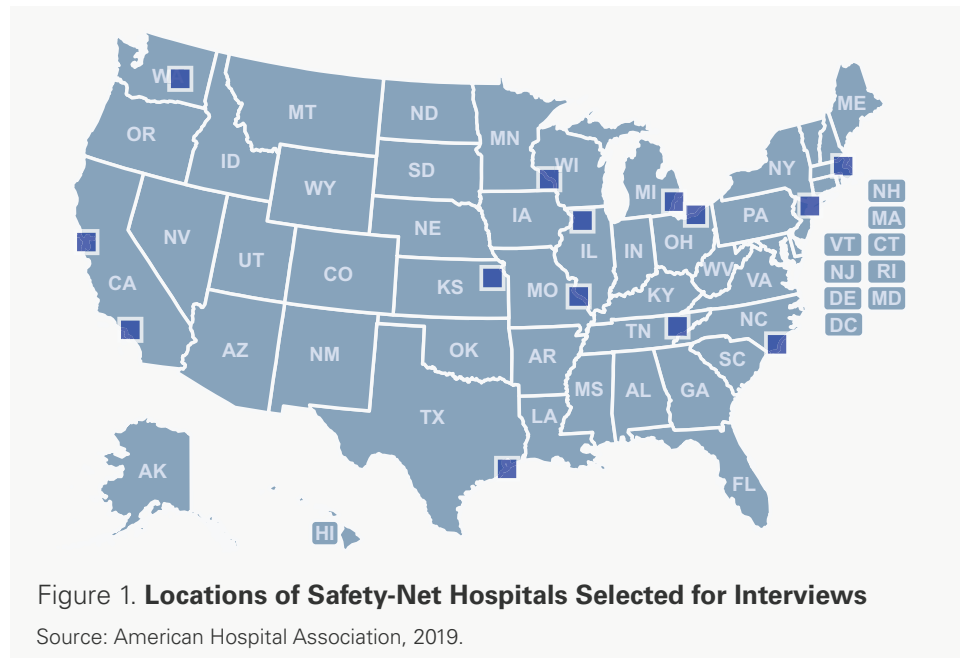 WA
MT
ND
MN
ME
OR
ID
SD
WI
MI
NY
WY
NE
IA
PA
NH
MA
NV
UT
CO
KS
MO
IL
IN
OH
WV
VA
VT
CT
CA
KY
NJ
RI
DE
MD
DC
AZ
NM
OK
AR
TN
NC
SC
TX
LA
MS
AL
GA
FL
AK
HI
Figure 1. Locations of Safety-Net Hospitals Selected for Interviews
Source: American Hospital Association, 2019.